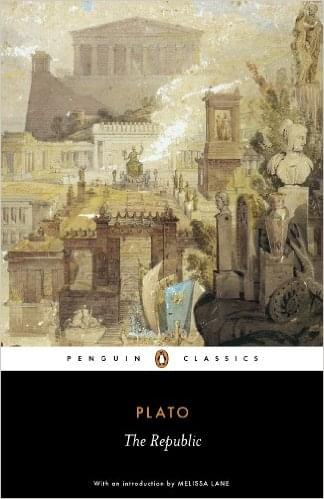 PENGUIN CLASSICS
PLATO
The Republic
With an introduction by MELISSA LANE